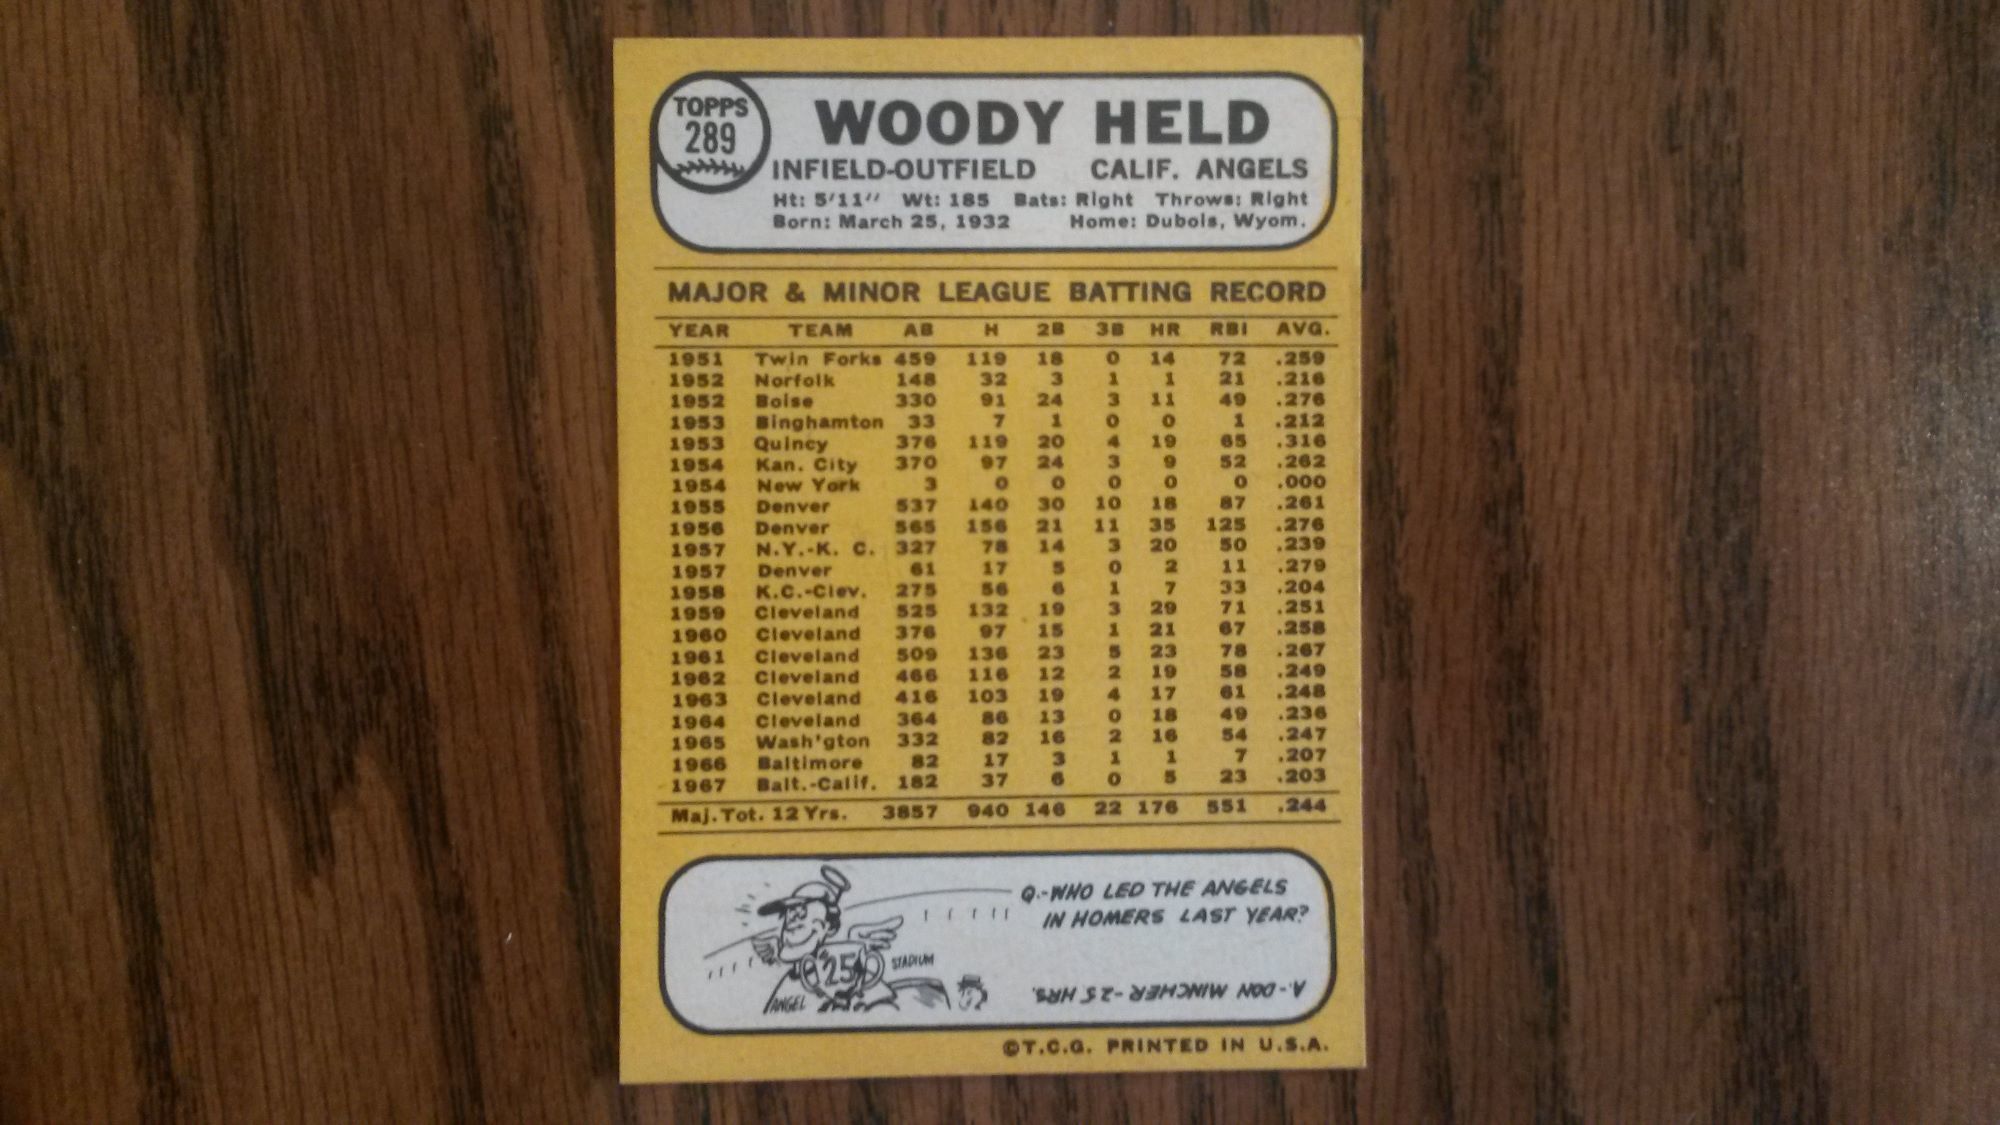 TOPPS
289
WOODY HELD
INFIELD-OUTFIELD CALIF. ANGELS
Ht: 5'11" Wt: 185 Bats: Right Throws: Right
Born: March 25, 1932 Home: Dubois, Wyom.
MAJOR & MINOR LEAGUE BATTING RECORD
YEAR TEAM AB H 2B 3B HR RBI AVG.
1951 Twin Forks 459 119 18 0 14 72 .259
1952 Norfolk 148 32 3 1 1 21 .216
1952 Boise 330 91 24 3 11 49 .276
1953 Binghamton 33 7 1 0 0 1 .212
1953 Quincy 376 119 20 4 19 65 .316
1954 Kan. City 370 97 24 3 9 52 .262
1954 New York 3 0 0 0 0 0 .000
1955 Denver 537 140 30 10 18 87 .261
1956 Denver 565 156 21 11 35 125 .276
1957 N.Y.-K. C. 327 78 14 3 20 50 .239
1957 Denver 61 17 5 0 2 11 .279
1958 K.C.-Clev. 275 56 6 1 7 33 .204
1959 Cleveland 525 132 19 3 29 71 .251
1960 Cleveland 376 97 15 1 21 67 .258
1961 Cleveland 509 136 23 5 23 78 .267
1962 Cleveland 466 116 12 2 19 58 .249
1963 Cleveland 416 103 19 4 17 61 .248
1964 Cleveland 364 86 13 0 18 49 .236
1965 Wash'gton 332 82 16 2 16 54 .247
1966 Baltimore 82 17 3 1 1 7 .207
1967 Balt.-Calif. 182 37 6 0 5 23 .203
Maj. Tot. 12 Yrs. 3857 940 146 22 176 551 .244
Q.-WHO LED THE ANGELS
IN HOMERS LAST YEAR?
25
STADIUM
ANGEL
A.-DON MINCHER-25 HRS.
©T.C.G. PRINTED IN U.S.A.